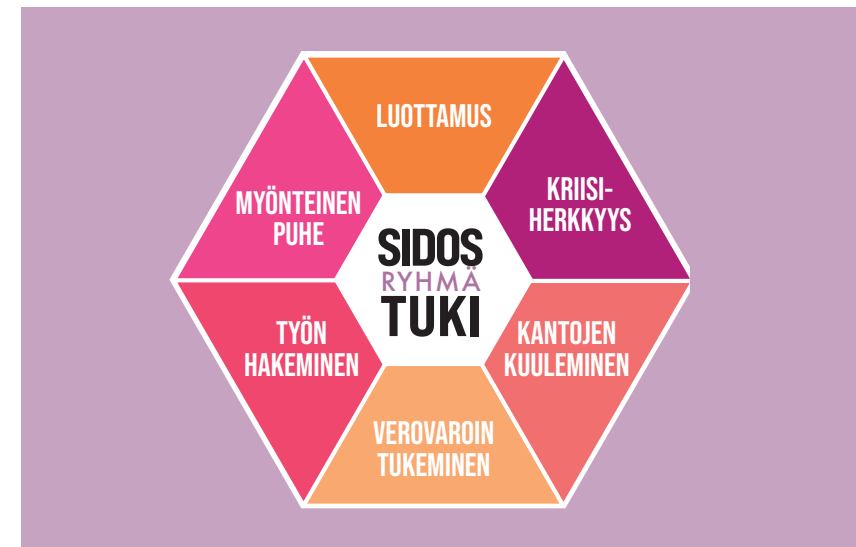 LUOTTAMUS
KRIISI-
HERKKYYS
MYÖNTEINEN
PUHE
SIDOS
RYHMÄ
TUKI
TYÖN
HAKEMINEN
KANTOJEN
KUULEMINEN
VEROVAROIN
TUKEMINEN